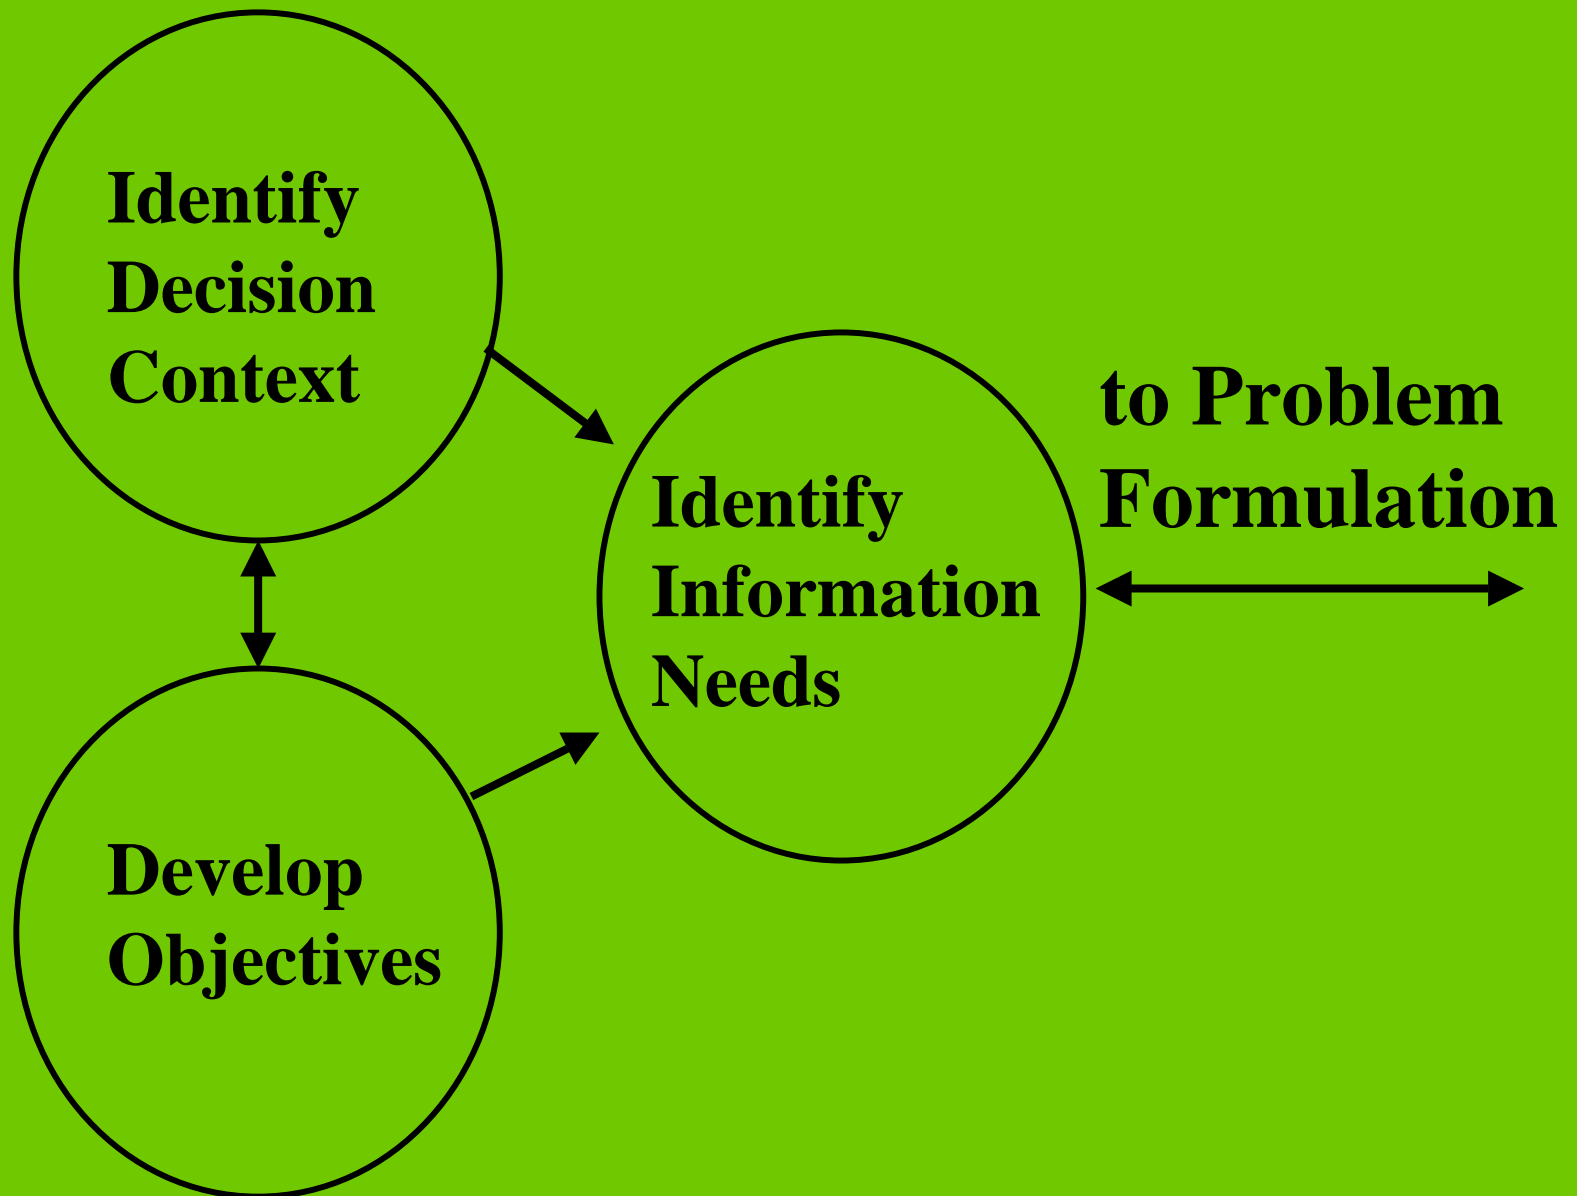 Identify
Decision
Context
Identify
Information
Needs
to Problem
Formulation
Develop
Objectives